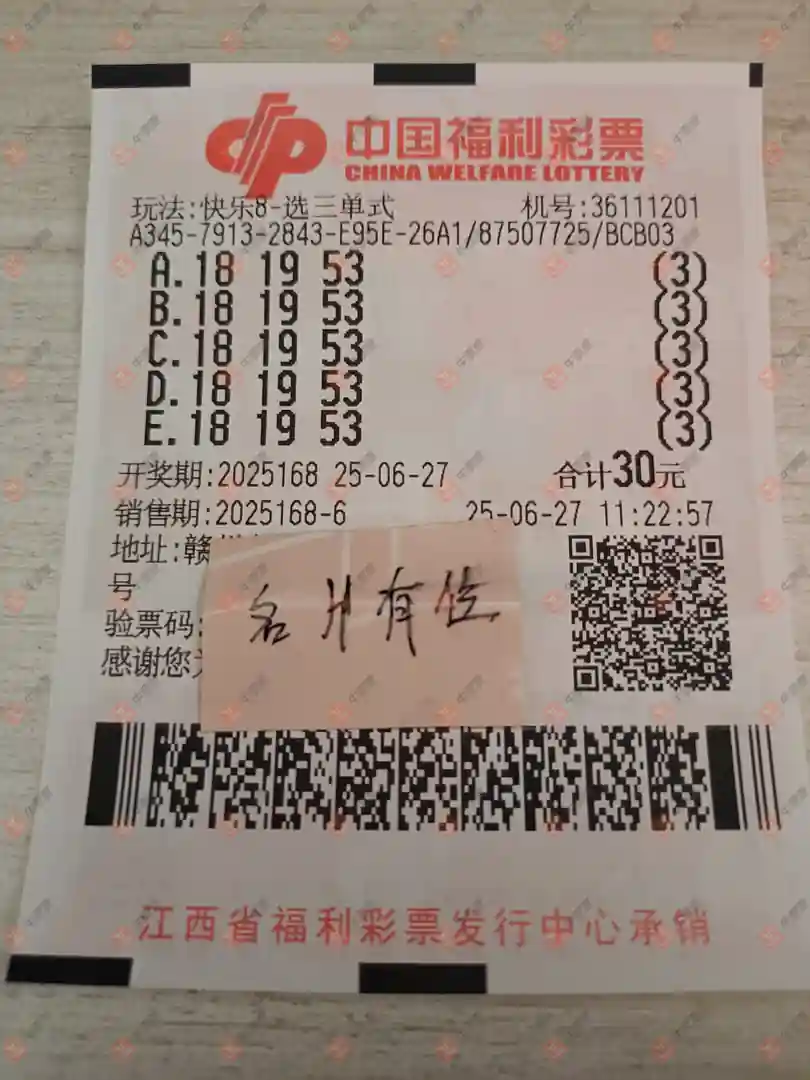 中国福利彩票
CHINA WELFARE LOTTERY
玩法:快乐8-选三单式 机号:36111201
A345-7913-2843-E95E-26A1/87507725/BCB03
A.18 19 53 (3)
B.18 19 53 (3)
C.18 19 53 (3)
D.18 19 53 (3)
E.18 19 53 (3)
开奖期:2025168 25-06-27 合计30元
销售期:2025168-6 25-06-27 11:22:57
地址:赣
号
名片有位
验票码:
感谢您
江西省福利彩票发行中心承销